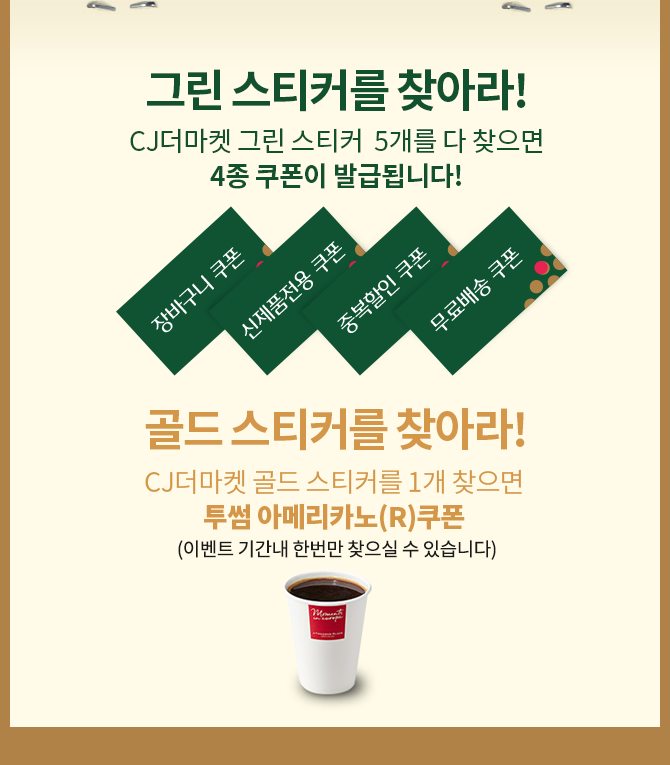 그린 스티커를 찾아라!
CJ더마켓 그린 스티커 5개를 다 찾으면
4종 쿠폰이 발급됩니다!
장바구니 쿠폰
신제품전용 쿠폰
중복할인 쿠폰
무료배송 쿠폰
골드 스티커를 찾아라!
CJ더마켓 골드 스티커를 1개 찾으면
투썸 아메리카노(R)쿠폰
(이벤트 기간내 한번만 찾으실 수 있습니다)
Moments